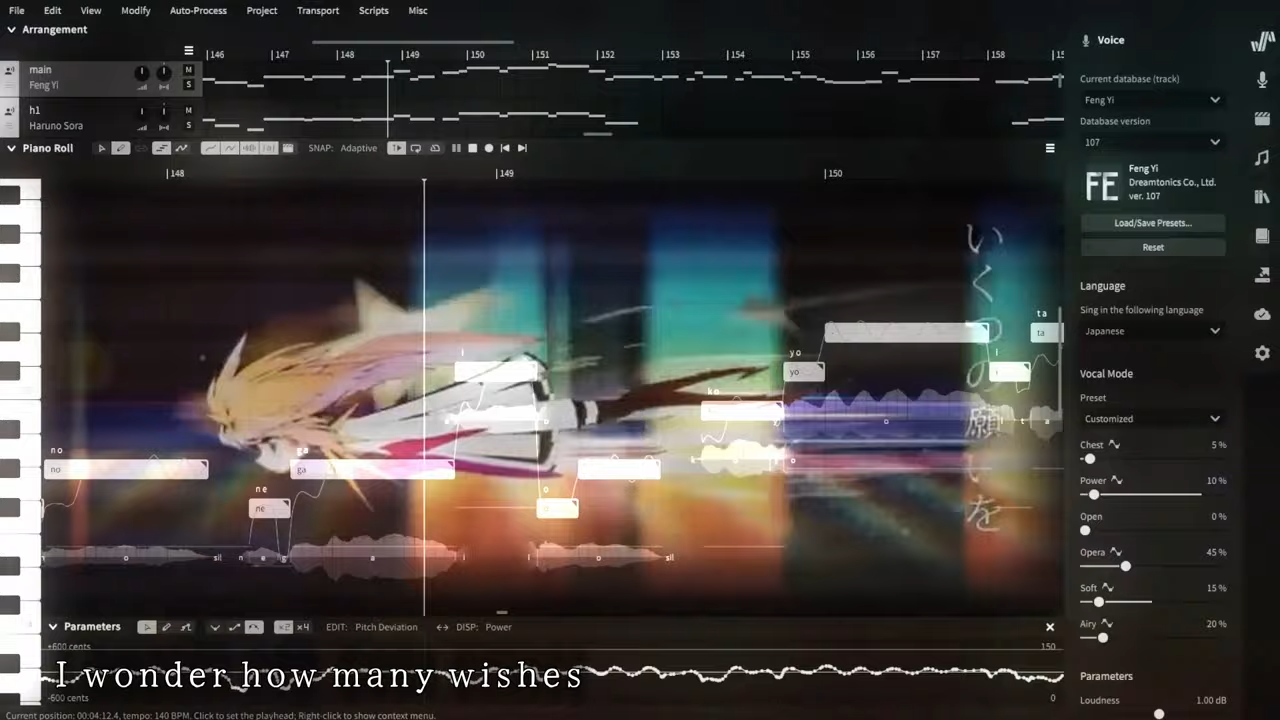 File Edit View Modify Auto-Process Project Transport Scripts Misc
Arrangement
146 147 148 149 150 151 152 153 154 155 156 157 158 15
main
Feng Yi
M
S
h1
Haruno Sora
M
S
Piano Roll
SNAP: Adaptive
148 149 150
no
no
ne
ne
ga
ga
i
o
ko
yo
yo
i
ta
ta
o sil n e g a i i o sil
o
o i t a
いくつの願いを
Parameters
x2 x4
EDIT: Pitch Deviation
DISP: Power
+600 cents
150
I wonder how many wishes
-600 cents
0
Current position: 00:04:12.4, tempo: 140 BPM. Click to set the playhead; Right-click to show context menu.
Voice
Current database (track)
Feng Yi
Database version
107
FE
Feng Yi
Dreamtonics Co., Ltd.
ver. 107
Load/Save Presets...
Reset
Language
Sing in the following language
Japanese
Vocal Mode
Preset
Customized
Chest 5 %
Power 10 %
Open 0 %
Opera 45 %
Soft 15 %
Airy 20 %
Parameters
Loudness 1.00 dB